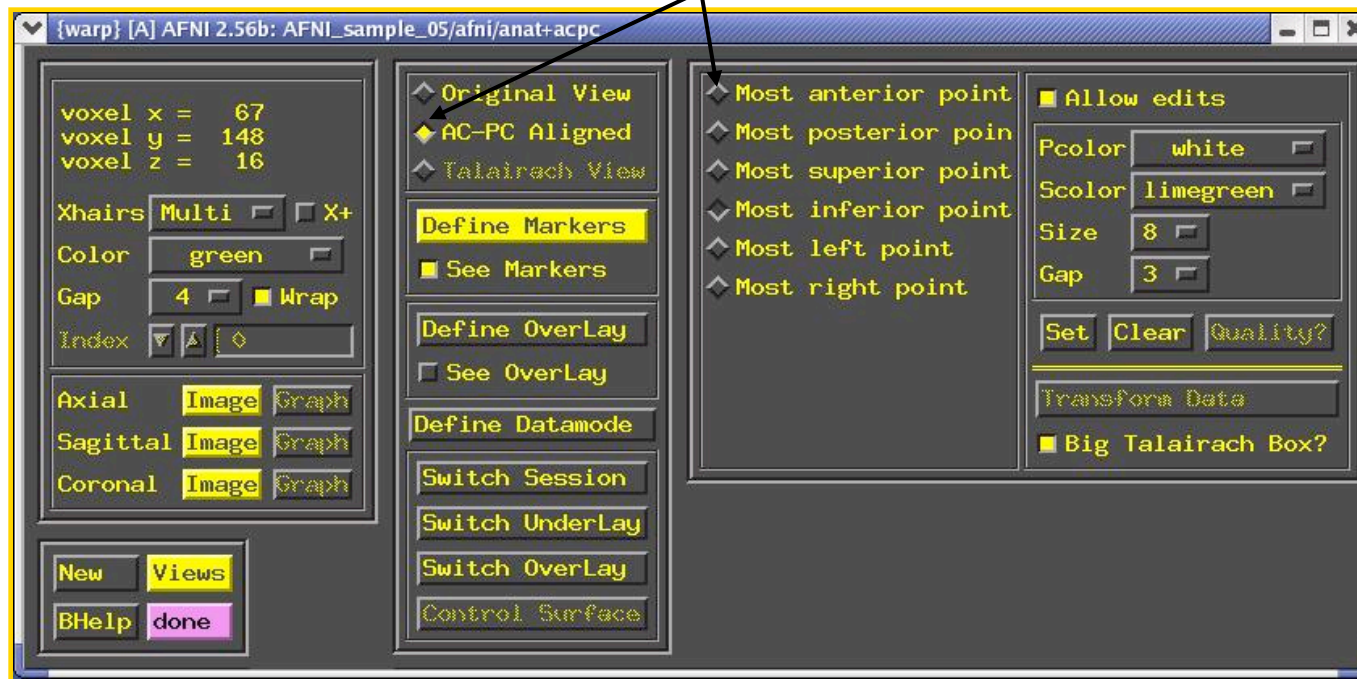 {warp} [A] AFNI 2.56b: AFNI_sample_05/afni/anat+acpc
voxel x = 67
voxel y = 148
voxel z = 16
Xhairs Multi X+
Color green
Gap 4 Wrap
Index 0
Axial Image Graph
Sagittal Image Graph
Coronal Image Graph
New Views
BHelp done
Original View
AC-PC Aligned
Talairach View
Define Markers
See Markers
Define OverLay
See OverLay
Define Datamode
Switch Session
Switch UnderLay
Switch OverLay
Control Surface
Most anterior point
Most posterior poin
Most superior point
Most inferior point
Most left point
Most right point
Allow edits
Pcolor white
Scolor limegreen
Size 8
Gap 3
Set Clear Quality?
Transform Data
Big Talairach Box?